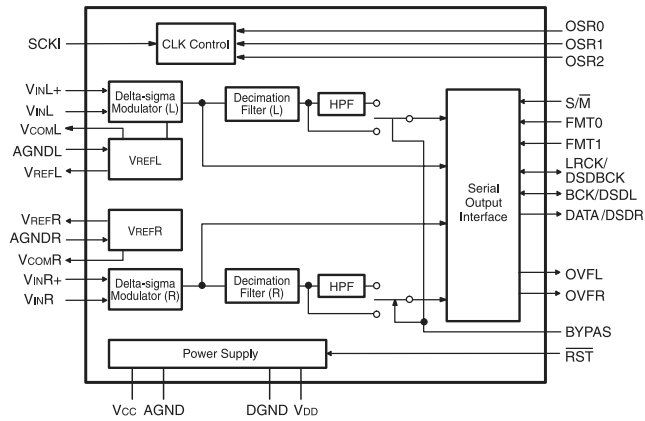 SCKI
CLK Control
OSR0
OSR1
OSR2
VINL+
VINL
VCOML
AGNDL
VREFL
Delta-sigma
Modulator (L)
VREFL
Decimation
Filter (L)
HPF
Serial
Output
Interface
S/M̅
FMT0
FMT1
LRCK/
DSDBCK
BCK/DSDL
DATA/DSDR
VREFR
AGNDR
VCOMR
VINR+
VINR
VREFR
Delta-sigma
Modulator (R)
Decimation
Filter (R)
HPF
OVFL
OVFR
BYPAS
R̅S̅T̅
Power Supply
VCC AGND DGND VDD